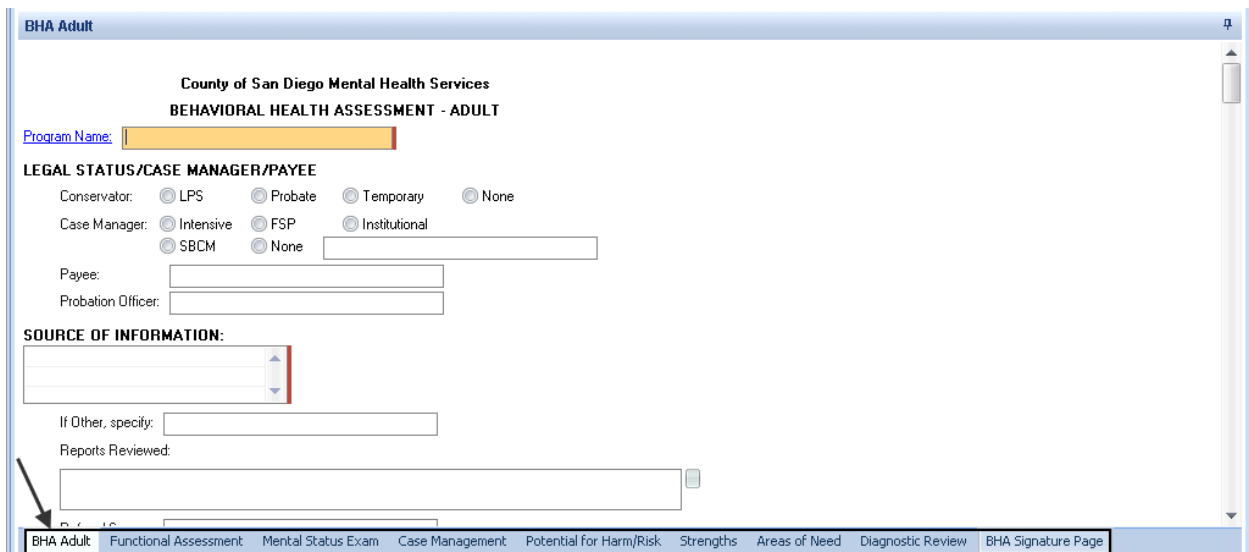 BHA Adult
County of San Diego Mental Health Services
BEHAVIORAL HEALTH ASSESSMENT - ADULT
Program Name:
LEGAL STATUS/CASE MANAGER/PAYEE
Conservator: LPS Probate Temporary None
Case Manager: Intensive FSP Institutional
SBCM None
Payee:
Probation Officer:
SOURCE OF INFORMATION:
If Other, specify:
Reports Reviewed:
BHA Adult Functional Assessment Mental Status Exam Case Management Potential for Harm/Risk Strengths Areas of Need Diagnostic Review BHA Signature Page